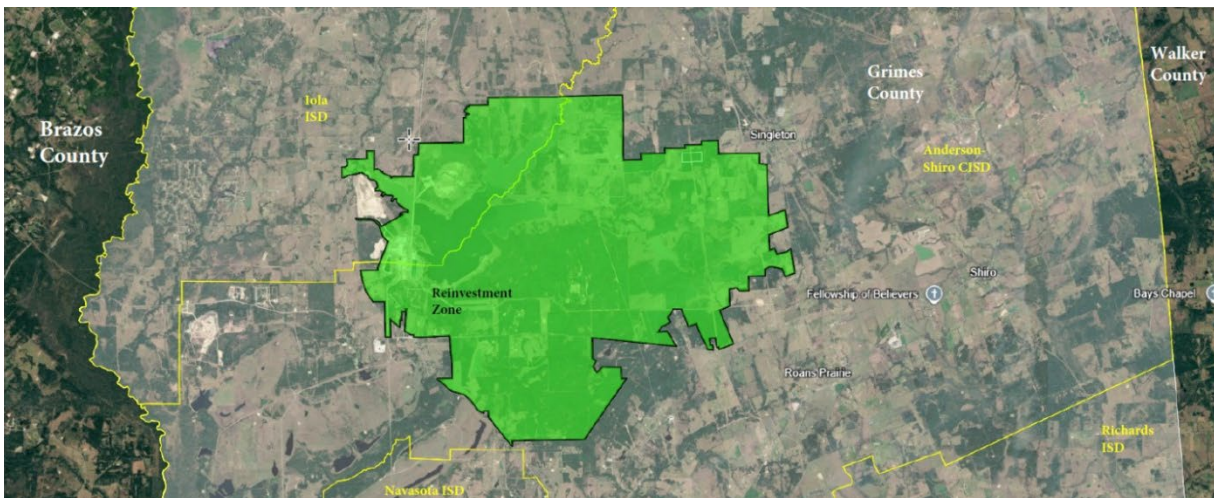 Walker
County
Grimes
County
Iola
ISD
Brazos
County
Singleton
Anderson-
Shiro CISD
Shiro
Reinvestment
Zone
Fellowship of Believers
Bays Chapel
Roans Prairie
Richards
ISD
Navasota ISD